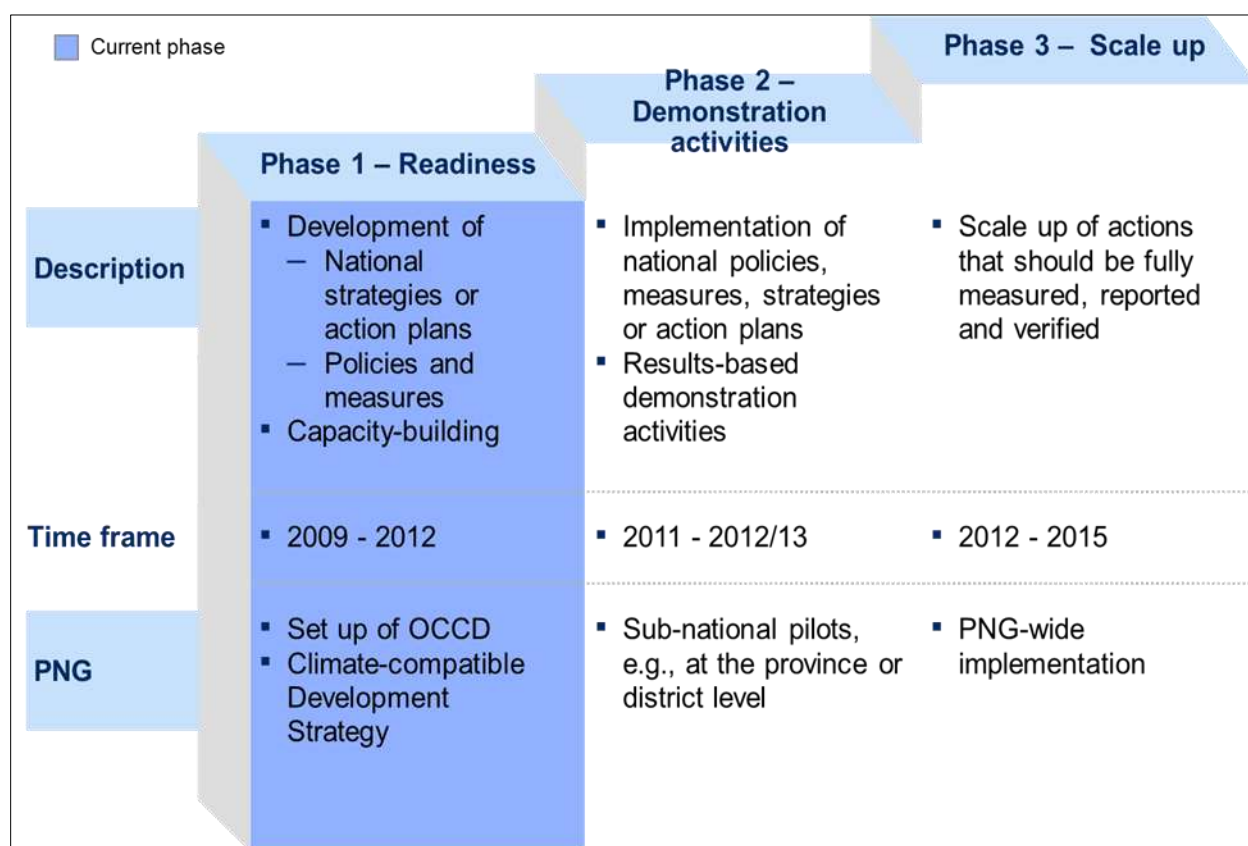 Current phase
Phase 1 – Readiness
Phase 2 –
Demonstration
activities
Phase 3 – Scale up
Description
▪ Development of
– National
strategies or
action plans
– Policies and
measures
▪ Capacity-building
▪ Implementation of
national policies,
measures, strategies
or action plans
▪ Results-based
demonstration
activities
▪ Scale up of actions
that should be fully
measured, reported
and verified
Time frame
▪ 2009 - 2012
▪ 2011 - 2012/13
▪ 2012 - 2015
PNG
▪ Set up of OCCD
▪ Climate-compatible
Development
Strategy
▪ Sub-national pilots,
e.g., at the province or
district level
▪ PNG-wide
implementation